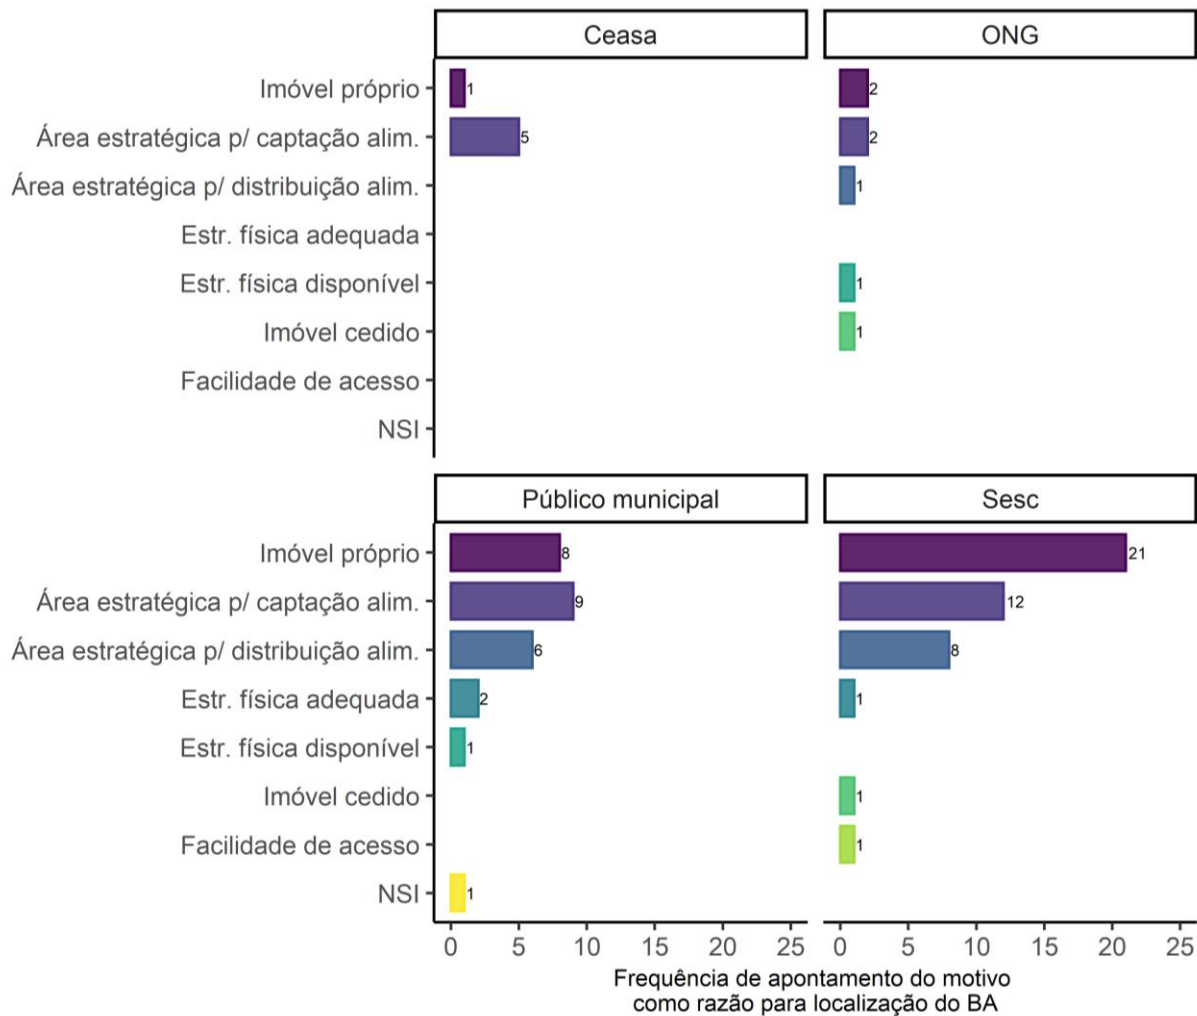 Ceasa
ONG
Imóvel próprio 1 2
Área estratégica p/ captação alim. 5 2
Área estratégica p/ distribuição alim. 1
Estr. física adequada
Estr. física disponível 1
Imóvel cedido 1
Facilidade de acesso
NSI
Público municipal
Sesc
Imóvel próprio 8 21
Área estratégica p/ captação alim. 9 12
Área estratégica p/ distribuição alim. 6 8
Estr. física adequada 2 1
Estr. física disponível 1
Imóvel cedido 1
Facilidade de acesso 1
NSI 1
0 5 10 15 20 25 0 5 10 15 20 25
Frequência de apontamento do motivo
como razão para localização do BA